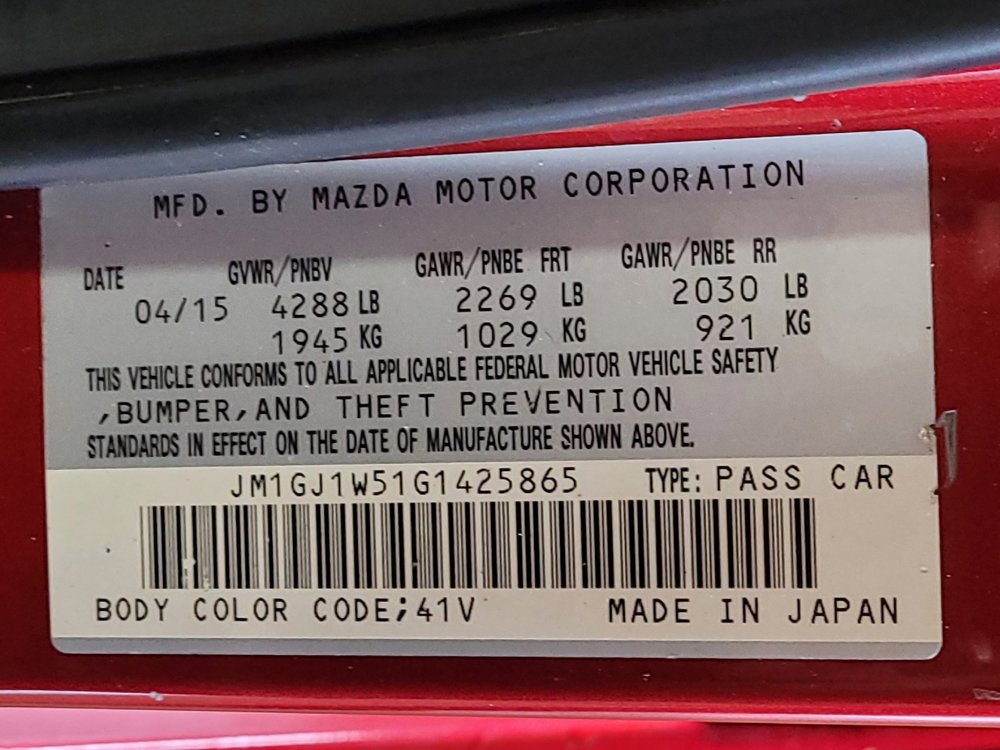 MFD. BY MAZDA MOTOR CORPORATION
DATE GVWR/PNBV GAWR/PNBE FRT GAWR/PNBE RR
04/15 4288 LB 2269 LB 2030 LB
1945 KG 1029 KG 921 KG
THIS VEHICLE CONFORMS TO ALL APPLICABLE FEDERAL MOTOR VEHICLE SAFETY
,BUMPER,AND THEFT PREVENTION
STANDARDS IN EFFECT ON THE DATE OF MANUFACTURE SHOWN ABOVE.
JM1GJ1W51G1425865 TYPE: PASS CAR
BODY COLOR CODE;41V MADE IN JAPAN